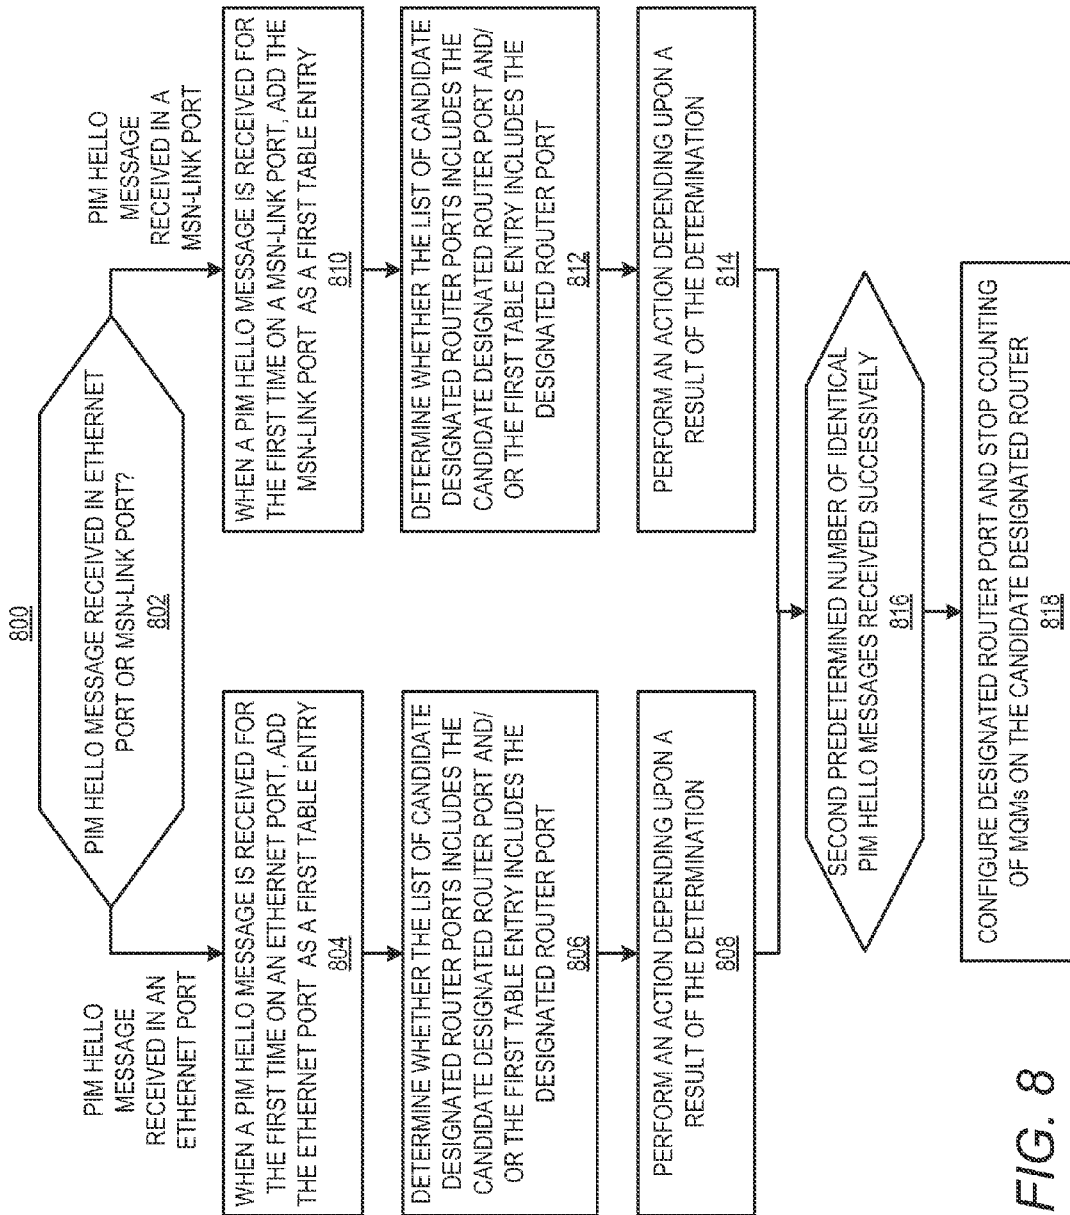 800
PIM HELLO MESSAGE RECEIVED IN ETHERNET
PORT OR MSN-LINK PORT?
802
PIM HELLO
MESSAGE
RECEIVED IN AN
ETHERNET PORT
WHEN A PIM HELLO MESSAGE IS RECEIVED FOR
THE FIRST TIME ON AN ETHERNET PORT, ADD
THE ETHERNET PORT AS A FIRST TABLE ENTRY
804
DETERMINE WHETHER THE LIST OF CANDIDATE
DESIGNATED ROUTER PORTS INCLUDES THE
CANDIDATE DESIGNATED ROUTER PORT AND/
OR THE FIRST TABLE ENTRY INCLUDES THE
DESIGNATED ROUTER PORT
806
PERFORM AN ACTION DEPENDING UPON A
RESULT OF THE DETERMINATION
808
PIM HELLO
MESSAGE
RECEIVED IN A
MSN-LINK PORT
WHEN A PIM HELLO MESSAGE IS RECEIVED FOR
THE FIRST TIME ON A MSN-LINK PORT, ADD THE
MSN-LINK PORT AS A FIRST TABLE ENTRY
810
DETERMINE WHETHER THE LIST OF CANDIDATE
DESIGNATED ROUTER PORTS INCLUDES THE
CANDIDATE DESIGNATED ROUTER PORT AND/
OR THE FIRST TABLE ENTRY INCLUDES THE
DESIGNATED ROUTER PORT
812
PERFORM AN ACTION DEPENDING UPON A
RESULT OF THE DETERMINATION
814
SECOND PREDETERMINED NUMBER OF IDENTICAL
PIM HELLO MESSAGES RECEIVED SUCCESSIVELY
816
CONFIGURE DESIGNATED ROUTER PORT AND STOP COUNTING
OF MQMs ON THE CANDIDATE DESIGNATED ROUTER
818
FIG. 8